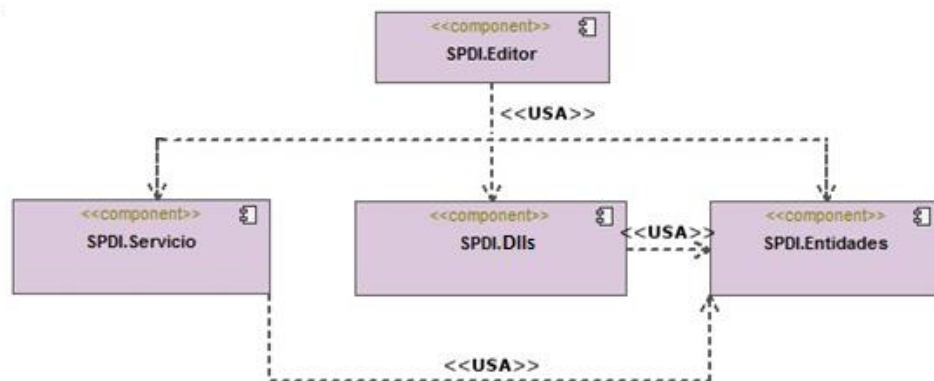 <<component>>
SPDI.Editor
<<USA>>
<<component>>
SPDI.Servicio
<<component>>
SPDI.Dlls
<<USA>>
<<component>>
SPDI.Entidades
<<USA>>